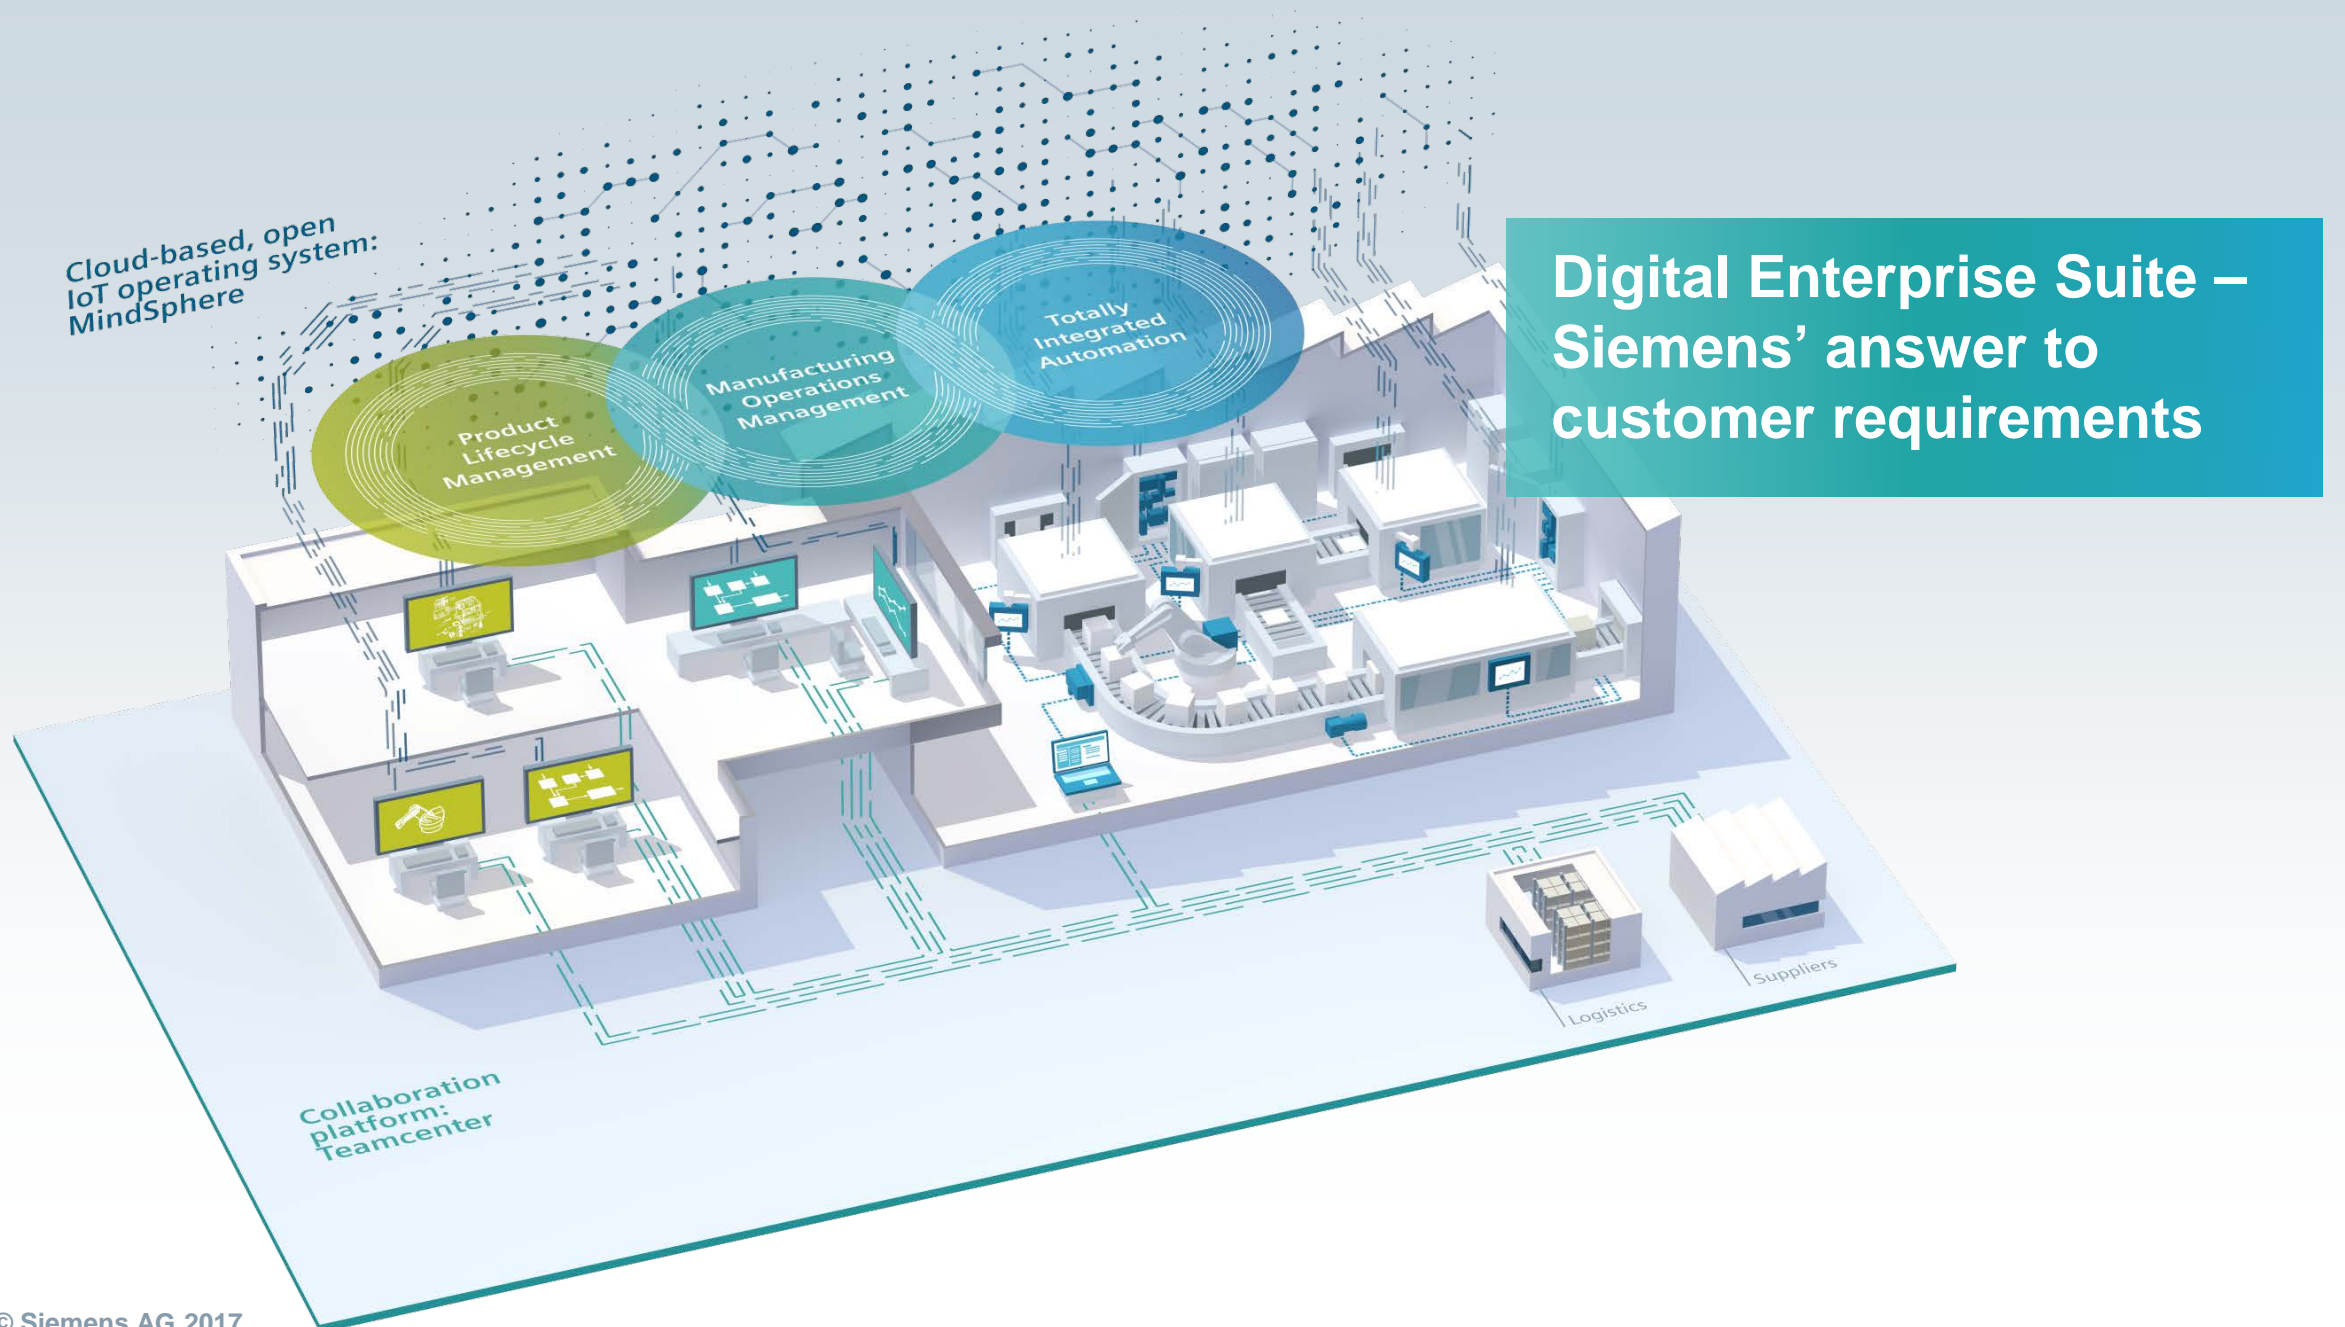 Cloud-based, open
IoT operating system:
MindSphere
Product
Lifecycle
Management
Manufacturing
Operations
Management
Totally
Integrated
Automation
Digital Enterprise Suite –
Siemens’ answer to
customer requirements
Logistics
Suppliers
Collaboration
platform:
Teamcenter
© Siemens AG 2017